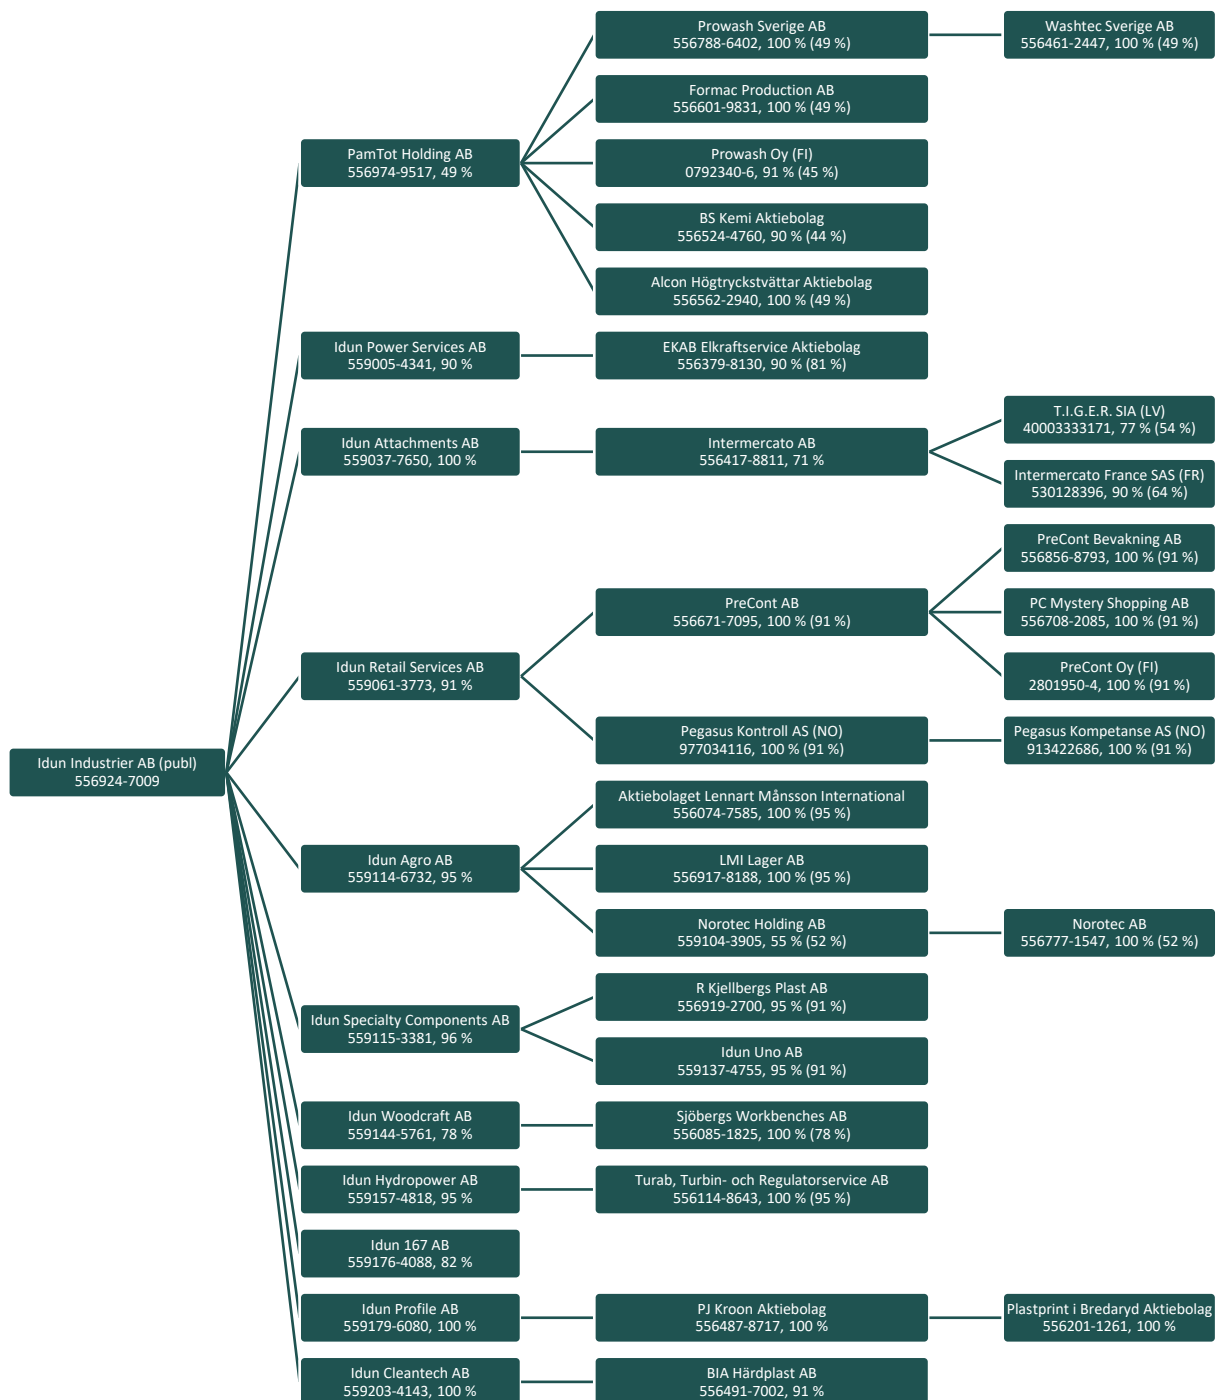 Prowash Sverige AB
556788-6402, 100 % (49 %)
Washtec Sverige AB
556461-2447, 100 % (49 %)
Formac Production AB
556601-9831, 100 % (49 %)
PamTot Holding AB
556974-9517, 49 %
Prowash Oy (FI)
0792340-6, 91 % (45 %)
BS Kemi Aktiebolag
556524-4760, 90 % (44 %)
Alcon Högtryckstvättar Aktiebolag
556562-2940, 100 % (49 %)
Idun Power Services AB
559005-4341, 90 %
EKAB Elkraftservice Aktiebolag
556379-8130, 90 % (81 %)
T.I.G.E.R. SIA (LV)
40003333171, 77 % (54 %)
Idun Attachments AB
559037-7650, 100 %
Intermercato AB
556417-8811, 71 %
Intermercato France SAS (FR)
530128396, 90 % (64 %)
PreCont Bevakning AB
556856-8793, 100 % (91 %)
PreCont AB
556671-7095, 100 % (91 %)
PC Mystery Shopping AB
556708-2085, 100 % (91 %)
Idun Retail Services AB
559061-3773, 91 %
PreCont Oy (FI)
2801950-4, 100 % (91 %)
Pegasus Kontroll AS (NO)
977034116, 100 % (91 %)
Pegasus Kompetanse AS (NO)
913422686, 100 % (91 %)
Idun Industrier AB (publ)
556924-7009
Aktiebolaget Lennart Månsson International
556074-7585, 100 % (95 %)
Idun Agro AB
559114-6732, 95 %
LMI Lager AB
556917-8188, 100 % (95 %)
Norotec Holding AB
559104-3905, 55 % (52 %)
Norotec AB
556777-1547, 100 % (52 %)
R Kjellbergs Plast AB
556919-2700, 95 % (91 %)
Idun Specialty Components AB
559115-3381, 96 %
Idun Uno AB
559137-4755, 95 % (91 %)
Idun Woodcraft AB
559144-5761, 78 %
Sjöbergs Workbenches AB
556085-1825, 100 % (78 %)
Idun Hydropower AB
559157-4818, 95 %
Turab, Turbin- och Regulatorservice AB
556114-8643, 100 % (95 %)
Idun 167 AB
559176-4088, 82 %
Idun Profile AB
559179-6080, 100 %
PJ Kroon Aktiebolag
556487-8717, 100 %
Plastprint i Bredaryd Aktiebolag
556201-1261, 100 %
Idun Cleantech AB
559203-4143, 100 %
BIA Härdplast AB
556491-7002, 91 %